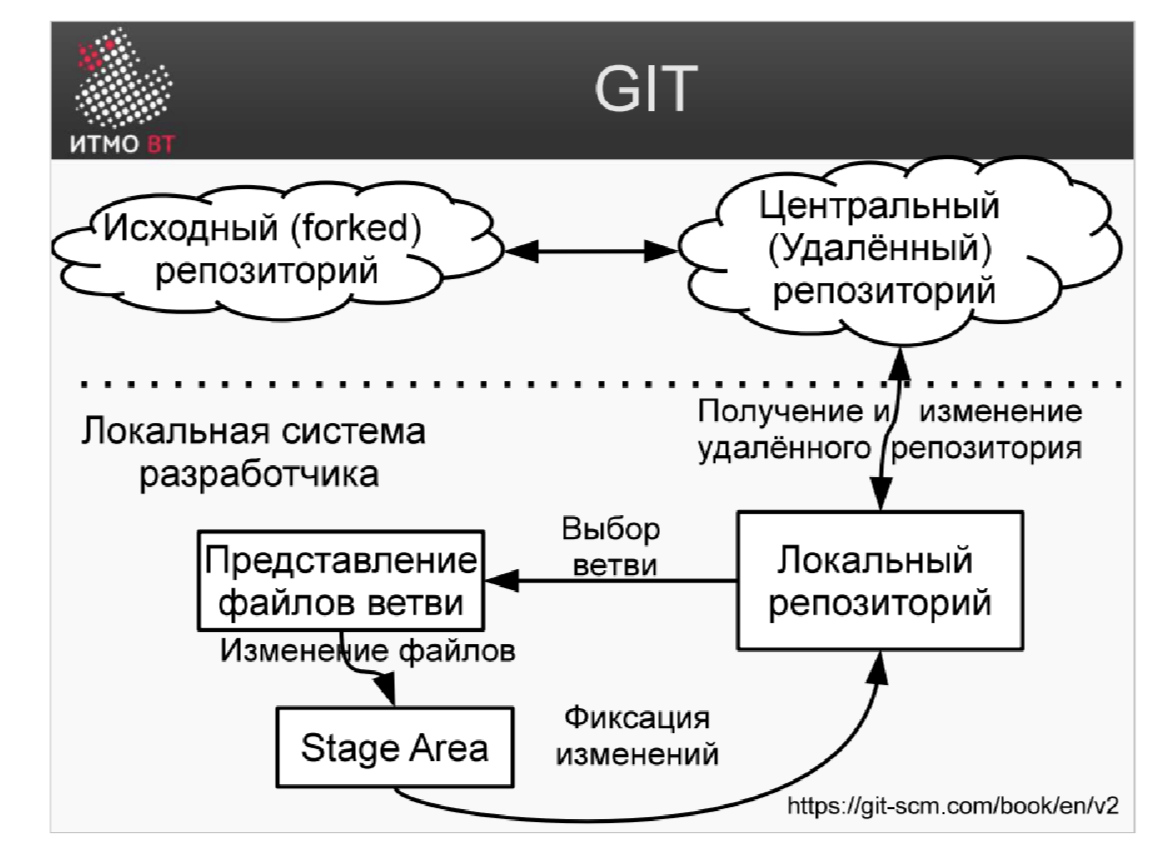 GIT
ИТМО ВТ
Исходный (forked)
репозиторий
Центральный
(Удалённый)
репозиторий
Получение и изменение
удалённого репозитория
Локальная система
разработчика
Выбор
ветви
Представление
файлов ветви
Локальный
репозиторий
Изменение файлов
Stage Area
Фиксация
изменений
https://git-scm.com/book/en/v2